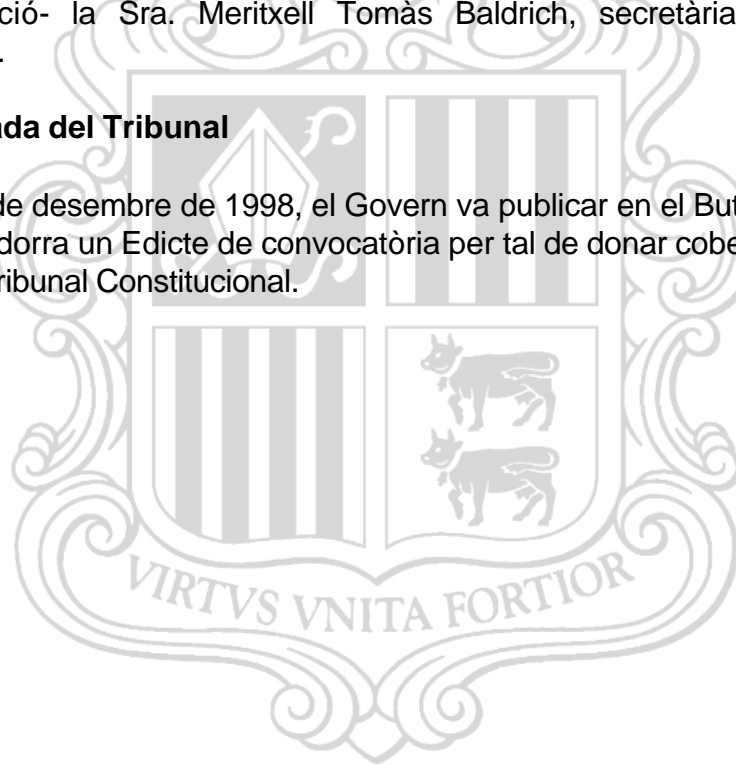 ció- la Sra. Meritxell Tomàs Baldrich, secretària
.
ada del Tribunal
de desembre de 1998, el Govern va publicar en el But
dorra un Edicte de convocatòria per tal de donar cobe
ribunal Constitucional.
VIRTVS VNITA FORTIOR